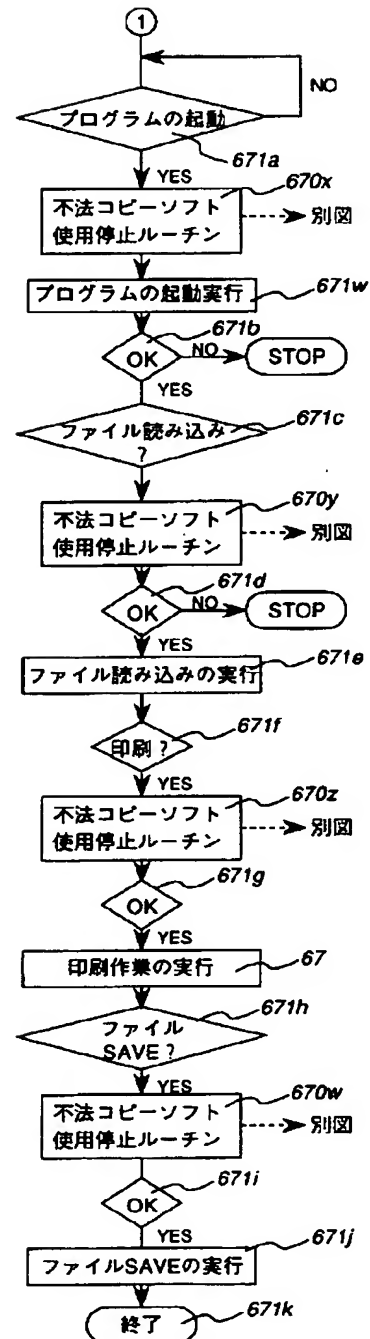 1
NO
プログラムの起動
671a
YES
670x
不法コピーソフト
使用停止ルーチン
別図
プログラムの起動実行
671w
671b
OK
NO
STOP
YES
671c
ファイル読み込み
?
670y
不法コピーソフト
使用停止ルーチン
別図
671d
OK
NO
STOP
YES
671e
ファイル読み込みの実行
671f
印刷?
YES
670z
不法コピーソフト
使用停止ルーチン
別図
671g
OK
YES
印刷作業の実行
67
671h
ファイル
SAVE?
YES
670w
不法コピーソフト
使用停止ルーチン
別図
671i
OK
YES
671j
ファイルSAVEの実行
終了
671k